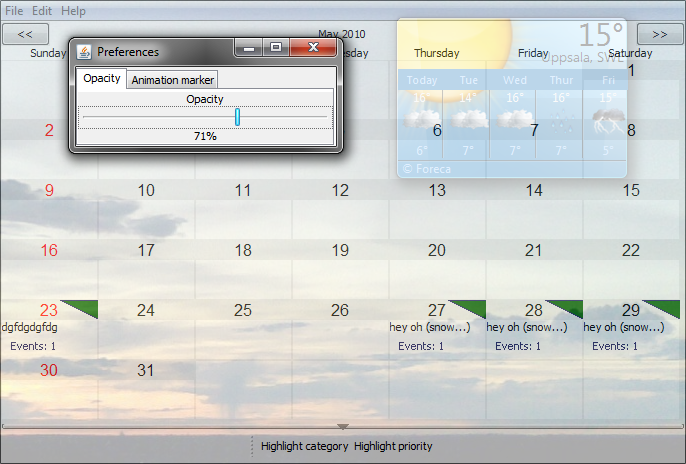 File Edit Help
<< May 2010 >>
Sunday esday Thursday Friday Saturday
15°
Uppsala, SWE
Preferences
Opacity Animation marker
Opacity
71%
Today Tue Wed Thur Fri
16° 14° 16° 16° 15°
6° 7° 7° 7° 5°
© Foreca
1
2 6 7 8
9 10 11 12 13 14 15
16 17 18 19 20 21 22
23 24 25 26 27 28 29
dgfdgdgfdg hey oh (snow...) hey oh (snow...) hey oh (snow...)
Events: 1 Events: 1 Events: 1 Events: 1
30 31
Highlight category Highlight priority